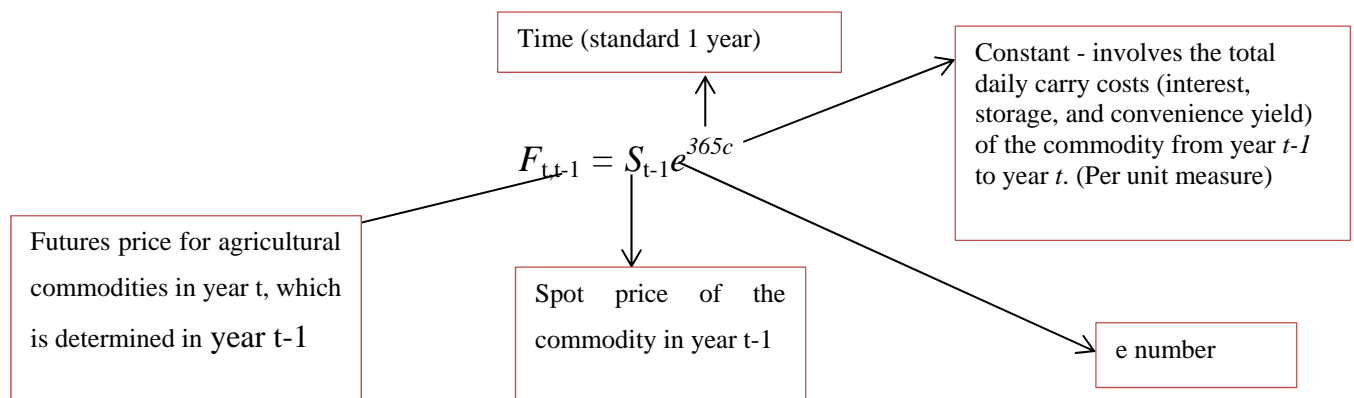 Time (standard 1 year)
Constant - involves the total
daily carry costs (interest,
storage, and convenience yield)
of the commodity from year t-1
to year t. (Per unit measure)
F_{t,t-1} = S_{t-1}e^{365c}
Futures price for agricultural
commodities in year t, which
is determined in year t-1
Spot price of the
commodity in year t-1
e number